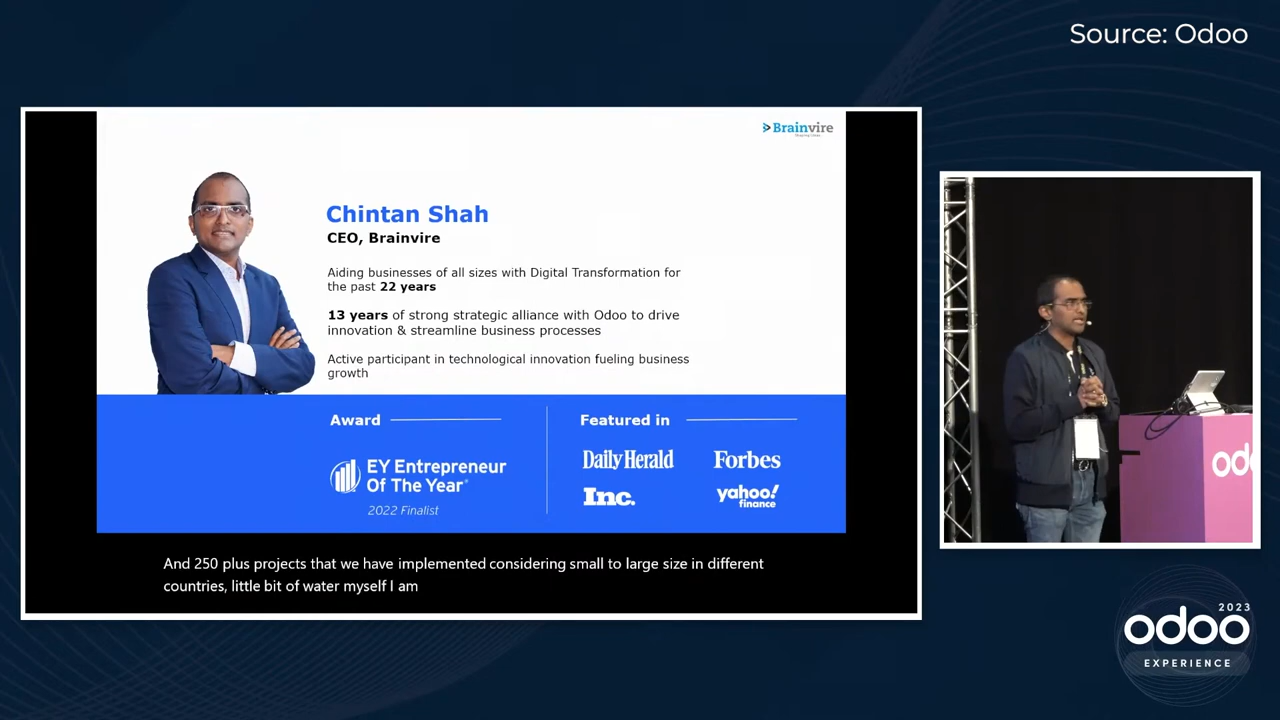 Source: Odoo
Brainvire
Chintan Shah
CEO, Brainvire
Aiding businesses of all sizes with Digital Transformation for
the past 22 years
13 years of strong strategic alliance with Odoo to drive
innovation & streamline business processes
Active participant in technological innovation fueling business
growth
Award
EY Entrepreneur
Of The Year
2022 Finalist
Featured in
Daily Herald
Forbes
Inc.
yahoo!
finance
And 250 plus projects that we have implemented considering small to large size in different
countries, little bit of water myself I am
odo
2023
odoo
EXPERIENCE